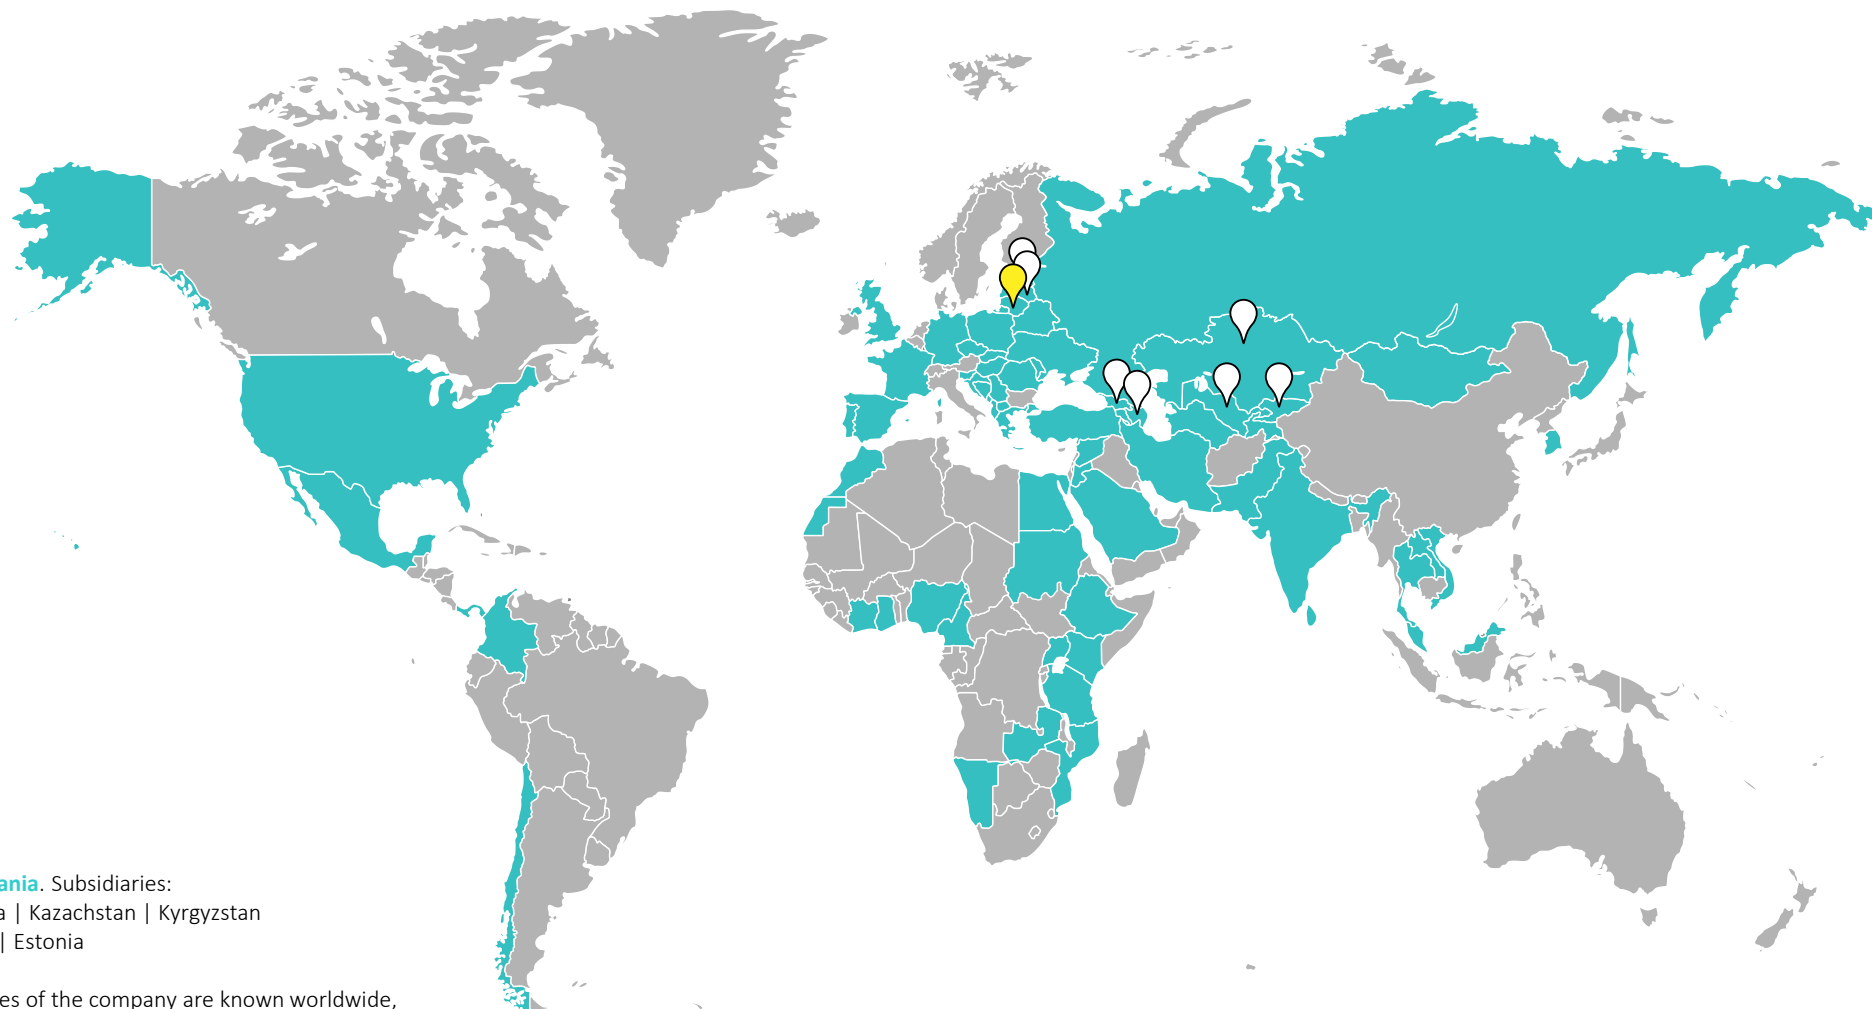 ania. Subsidiaries:
a | Kazachstan | Kyrgyzstan
| Estonia
es of the company are known worldwide,